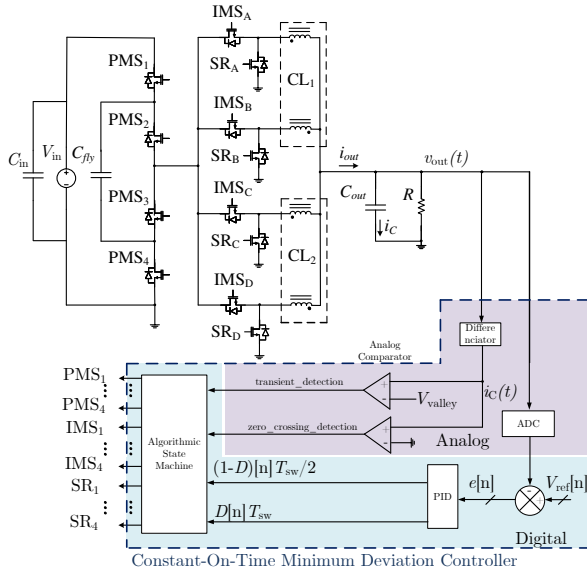 IMS_A
SR_A
CL_1
PMS_1
IMS_B
PMS_2
SR_B
V_in
C_in
C_fly
i_out
v_out(t)
IMS_C
C_out
R
PMS_3
SR_C
i_C
CL_2
PMS_4
IMS_D
SR_D
Differe
nciator
Analog
Comparator
PMS_1
transient_detection
+
-
V_valley
i_C(t)
PMS_4
IMS_1
zero_crossing_detection
+
-
Analog
ADC
Algorithmic
State
Machine
IMS_4
(1-D)[n]T_sw/2
SR_1
PID
e[n]
-
+
V_ref[n]
D[n]T_sw
SR_4
Digital
Constant-On-Time Minimum Deviation Controller